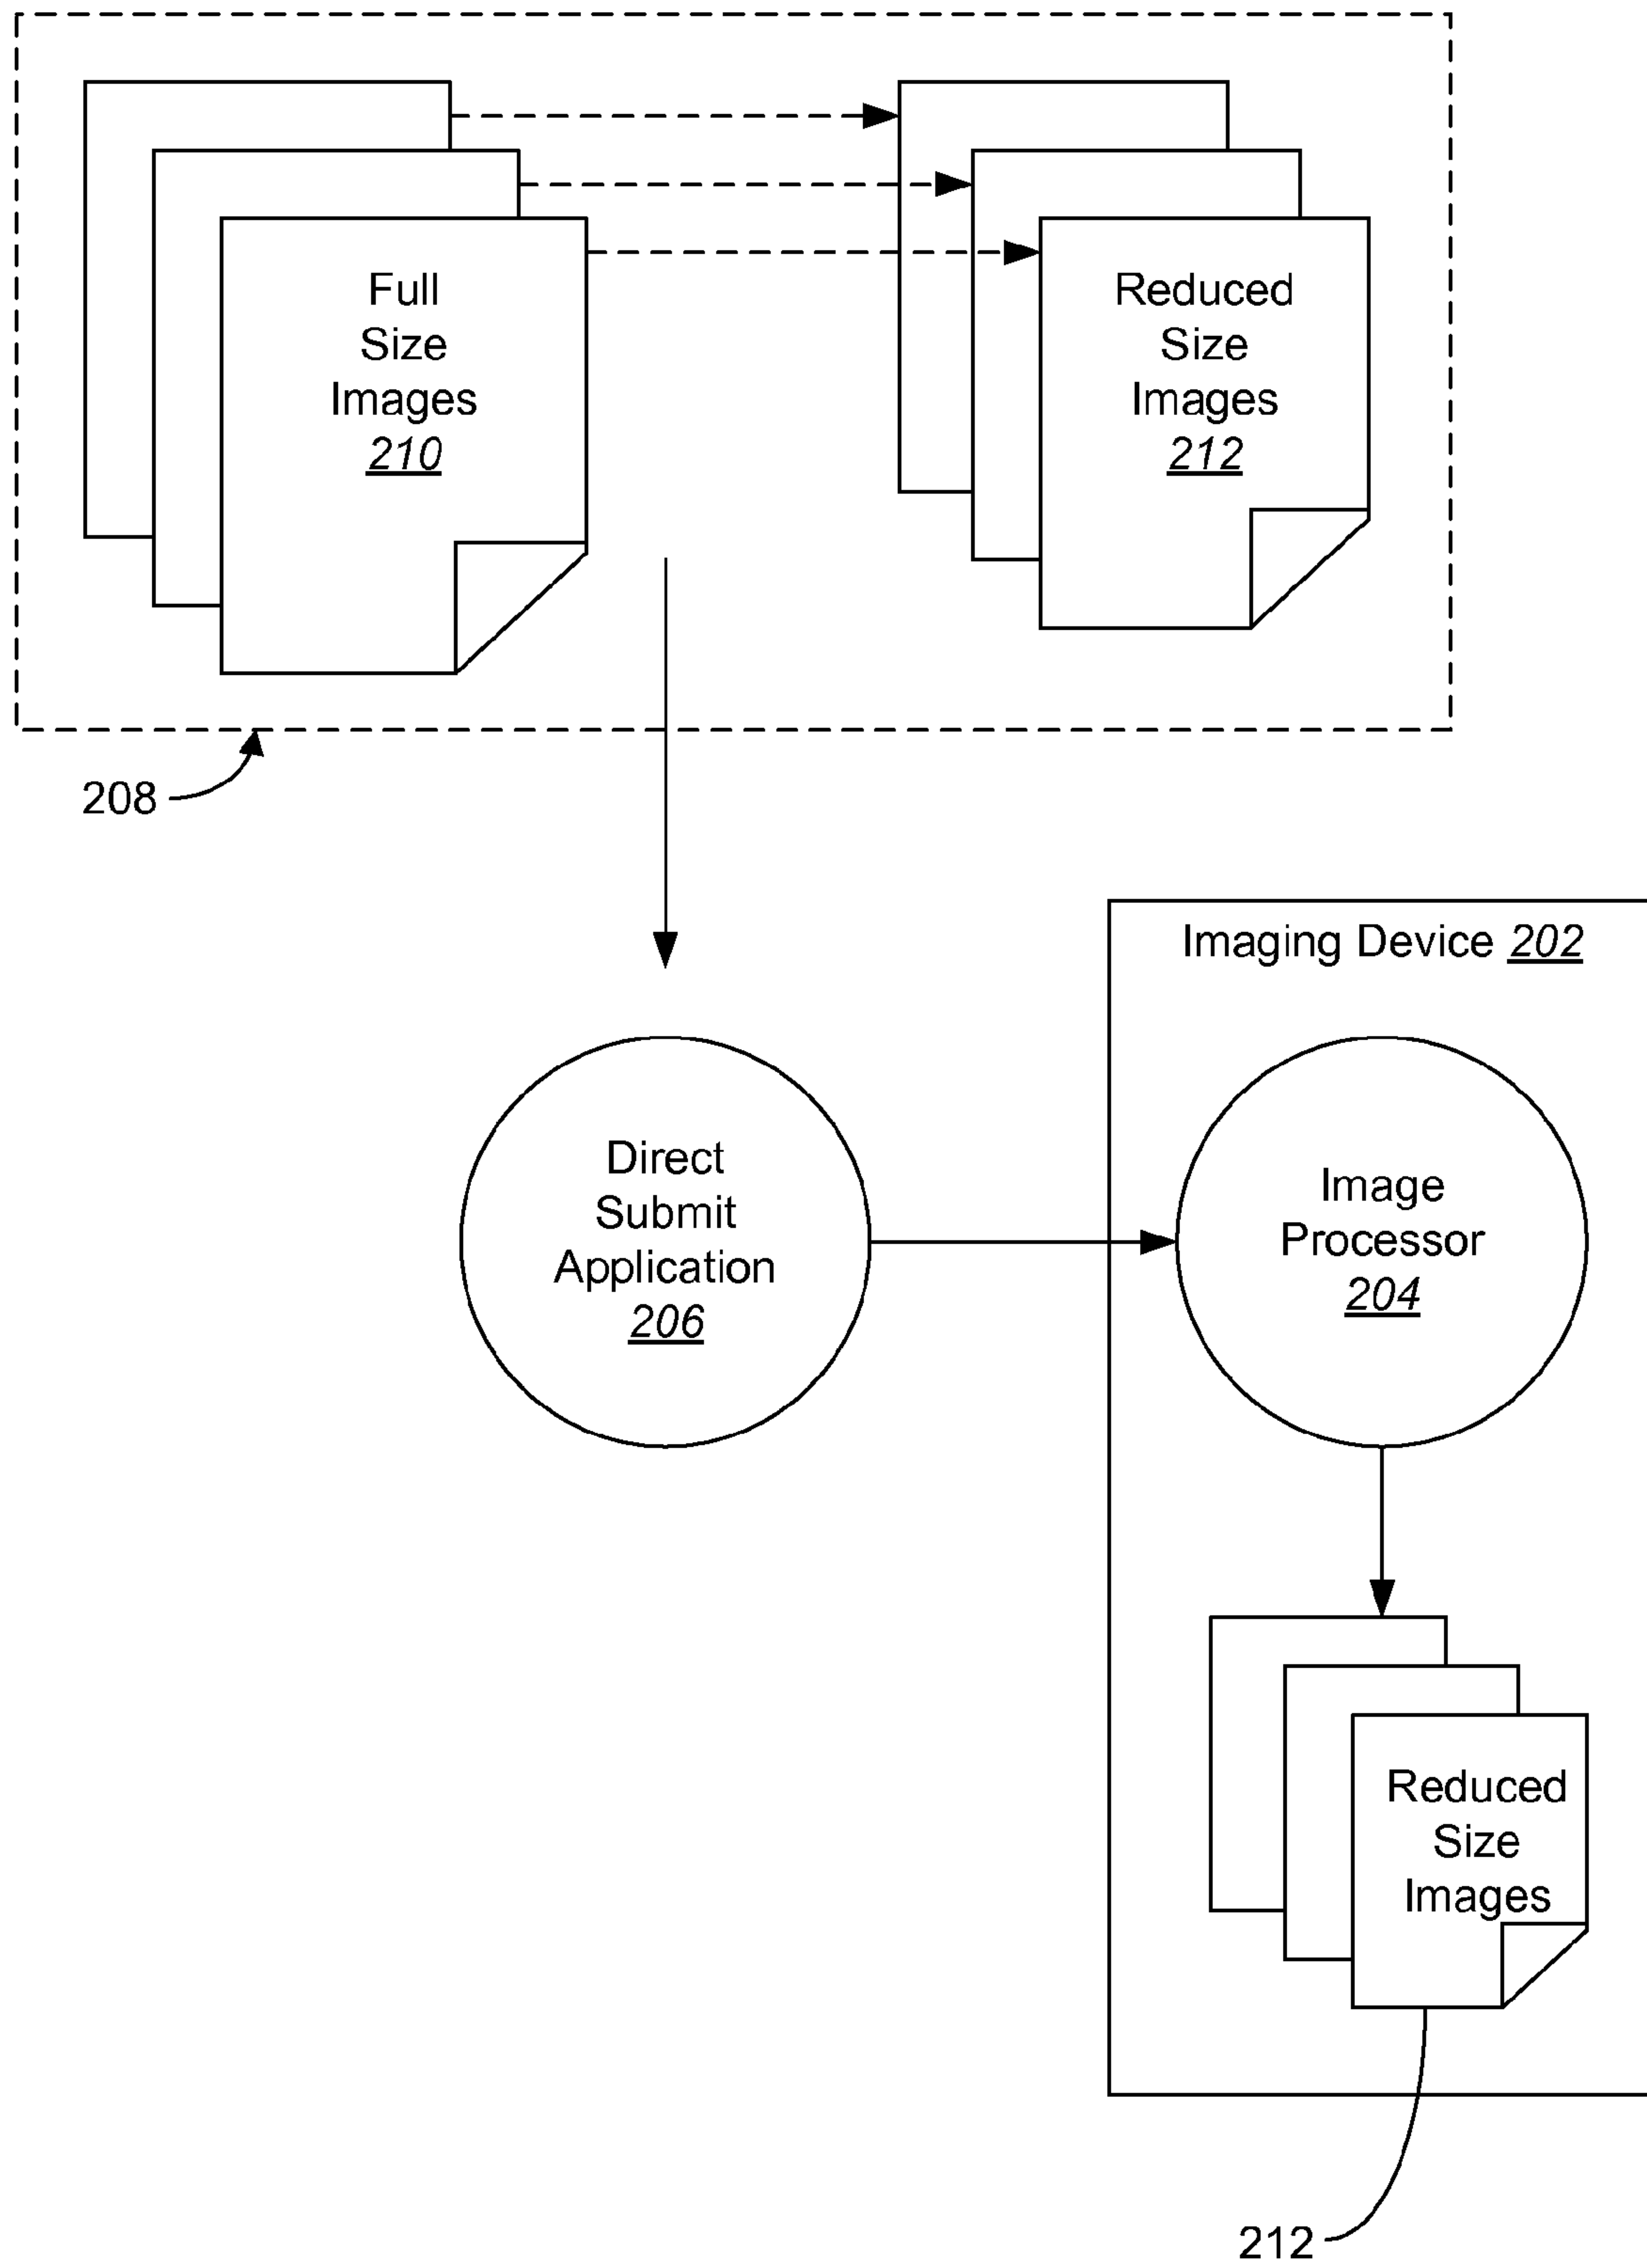 Full
Size
Images
210
Reduced
Size
Images
212
208
Imaging Device 202
Direct
Submit
Application
206
Image
Processor
204
Reduced
Size
Images
212